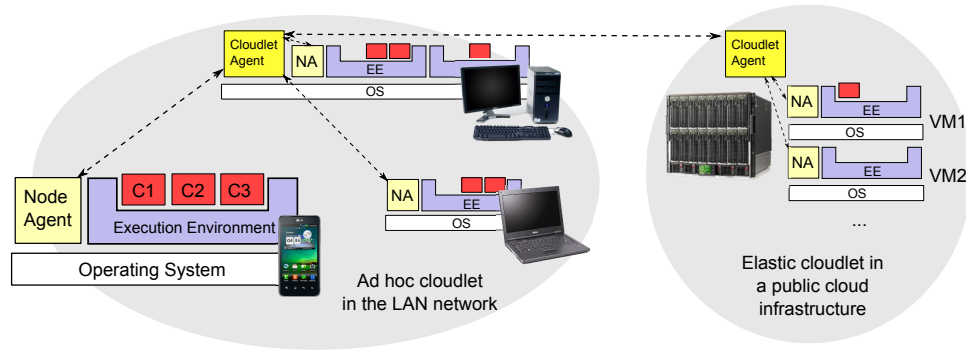 Cloudlet
Agent
NA
EE
OS
Cloudlet
Agent
NA
EE
OS
VM1
NA
EE
OS
VM2
...
Node
Agent
C1
C2
C3
Execution Environment
Operating System
NA
EE
OS
Ad hoc cloudlet
in the LAN network
Elastic cloudlet in
a public cloud
infrastructure